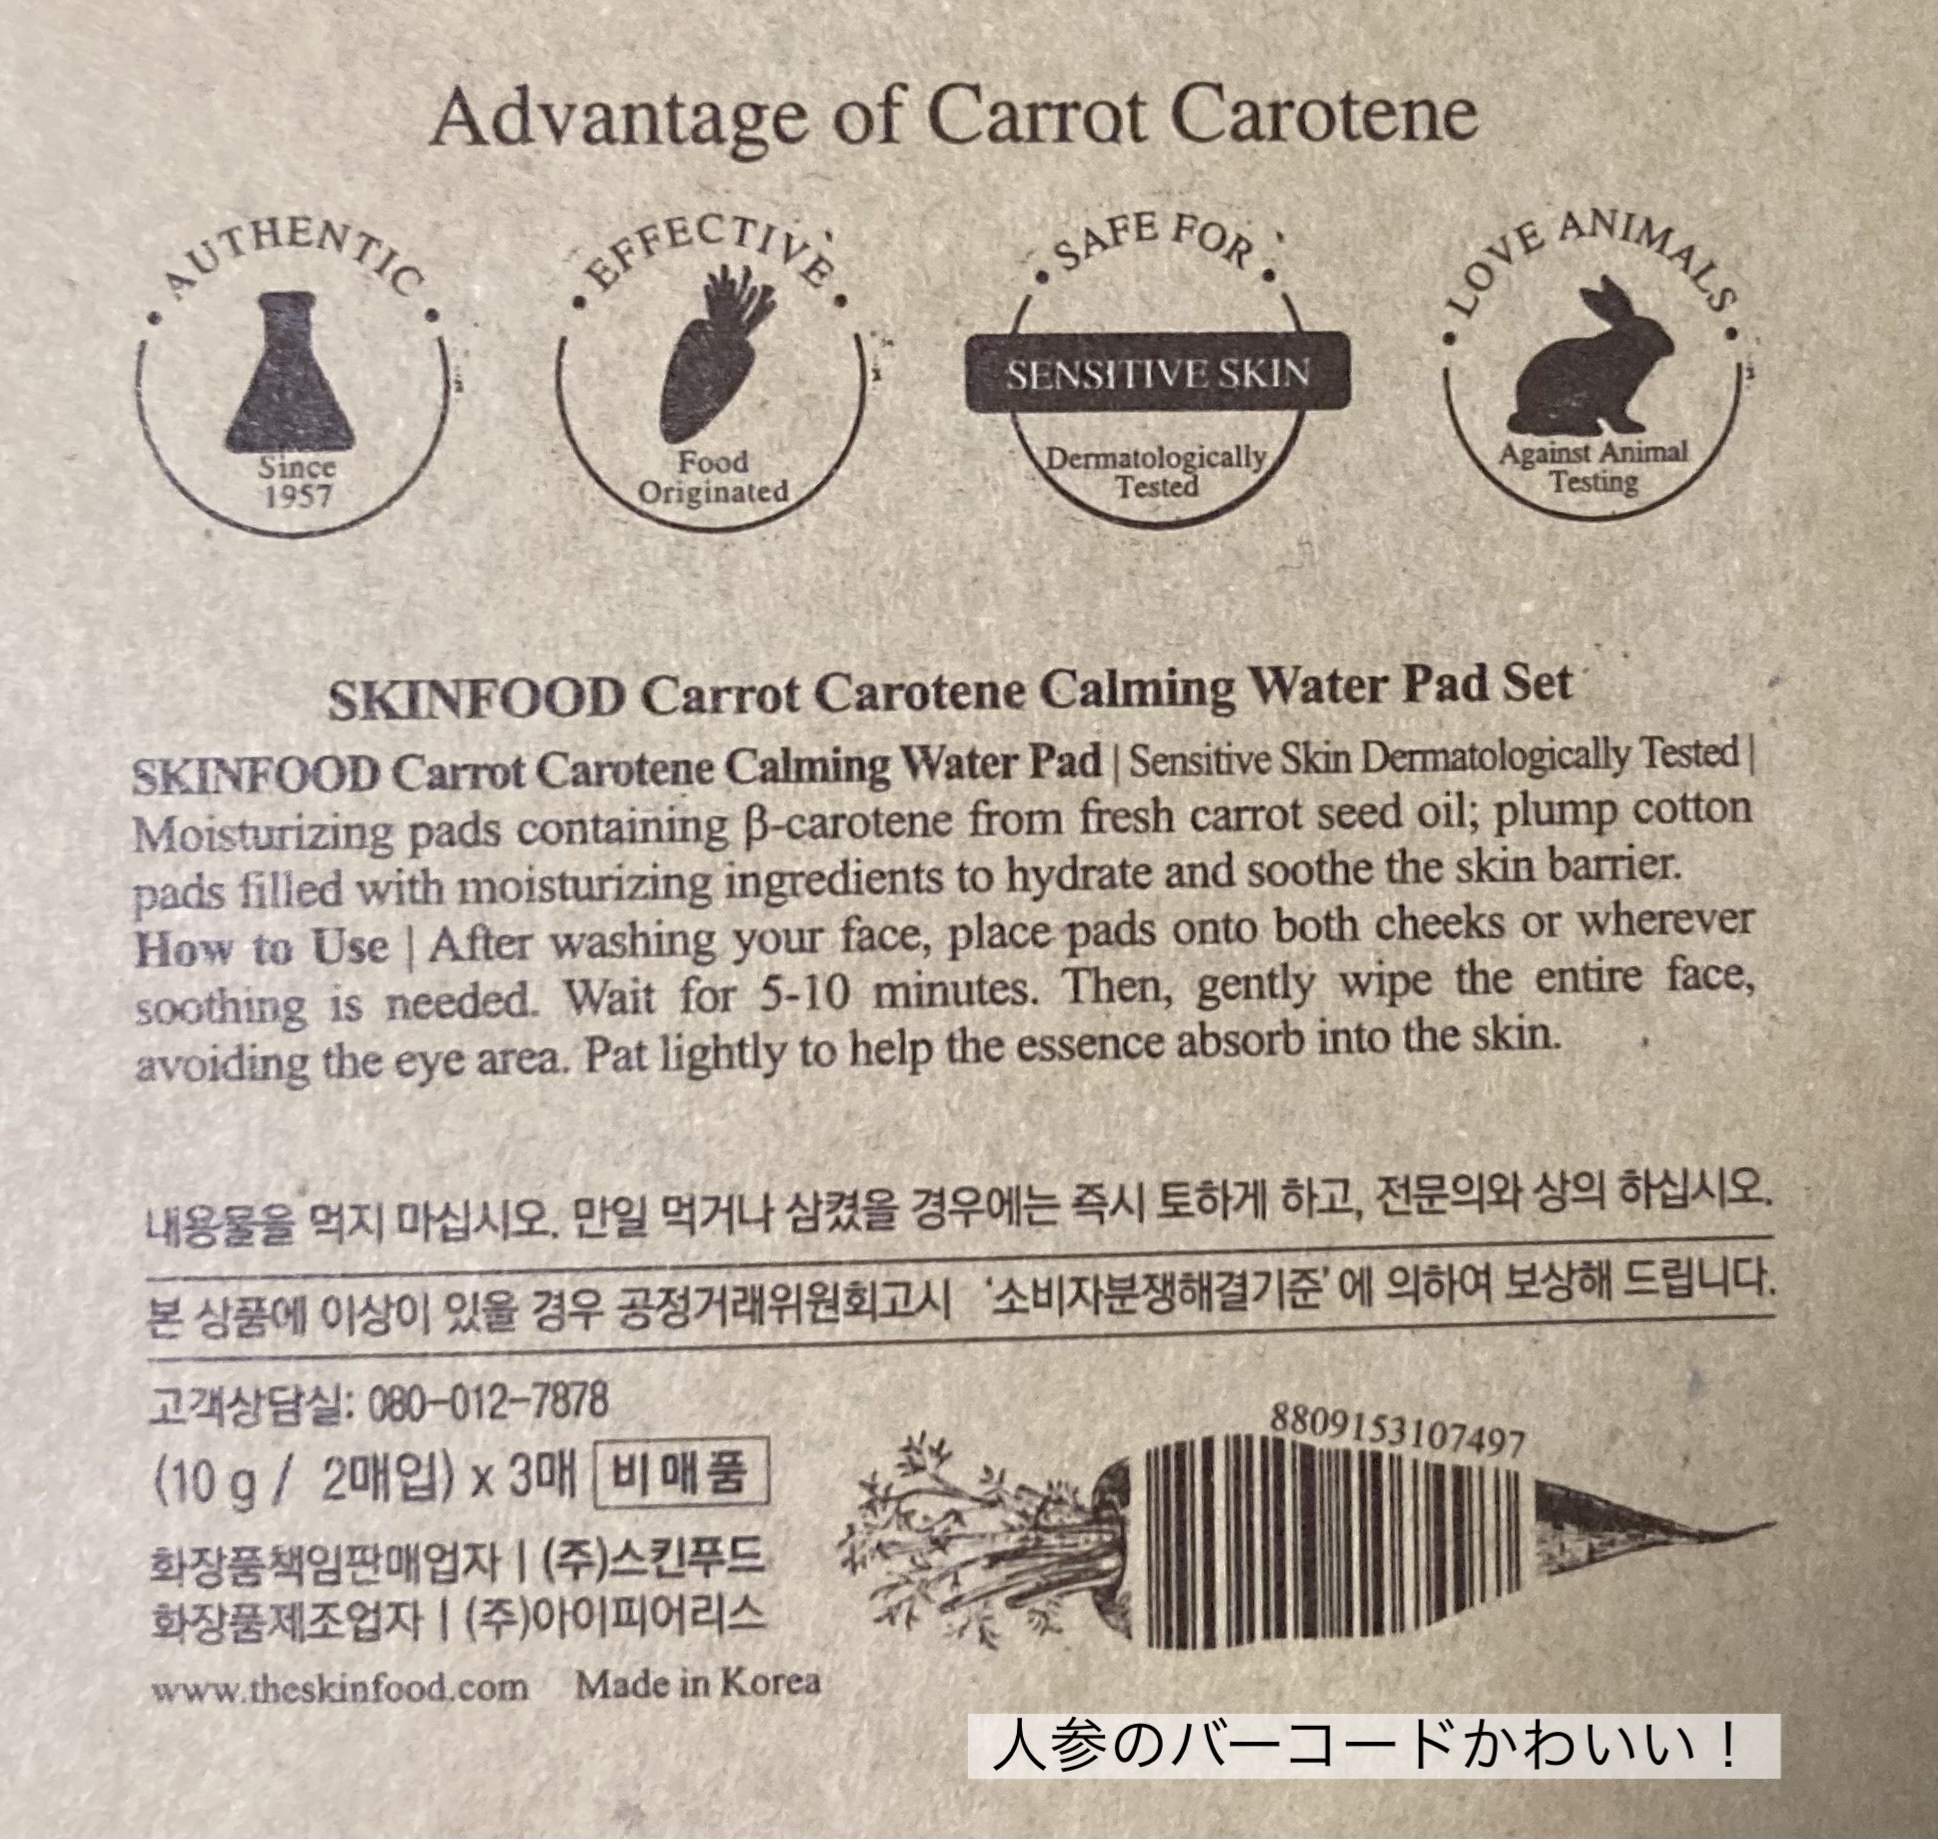 Advantage of Carrot Carotene
AUTHENTIC
Since
1957
EFFECTIVE
Food
Originated
SAFE FOR
SENSITIVE SKIN
Dermatologically
Tested
LOVE ANIMALS
Against Animal
Testing
SKINFOOD Carrot Carotene Calming Water Pad Set
SKINFOOD Carrot Carotene Calming Water Pad | Sensitive Skin Dermatologically Tested |
Moisturizing pads containing β-carotene from fresh carrot seed oil; plump cotton
pads filled with moisturizing ingredients to hydrate and soothe the skin barrier.
How to Use | After washing your face, place pads onto both cheeks or wherever
soothing is needed. Wait for 5-10 minutes. Then, gently wipe the entire face,
avoiding the eye area. Pat lightly to help the essence absorb into the skin.
내용물을 먹지 마십시오. 만일 먹거나 삼켰을 경우에는 즉시 토하게 하고, 전문의와 상의 하십시오.
본 상품에 이상이 있을 경우 공정거래위원회고시 ‘소비자분쟁해결기준’에 의하여 보상해 드립니다.
고객상담실: 080-012-7878
(10 g / 2매입) x 3매 비매품
화장품책임판매업자 | (주)스킨푸드
화장품제조업자 | (주)아이피어리스
www.theskinfood.com Made in Korea
8809153107497
人参のバーコードかわいい！